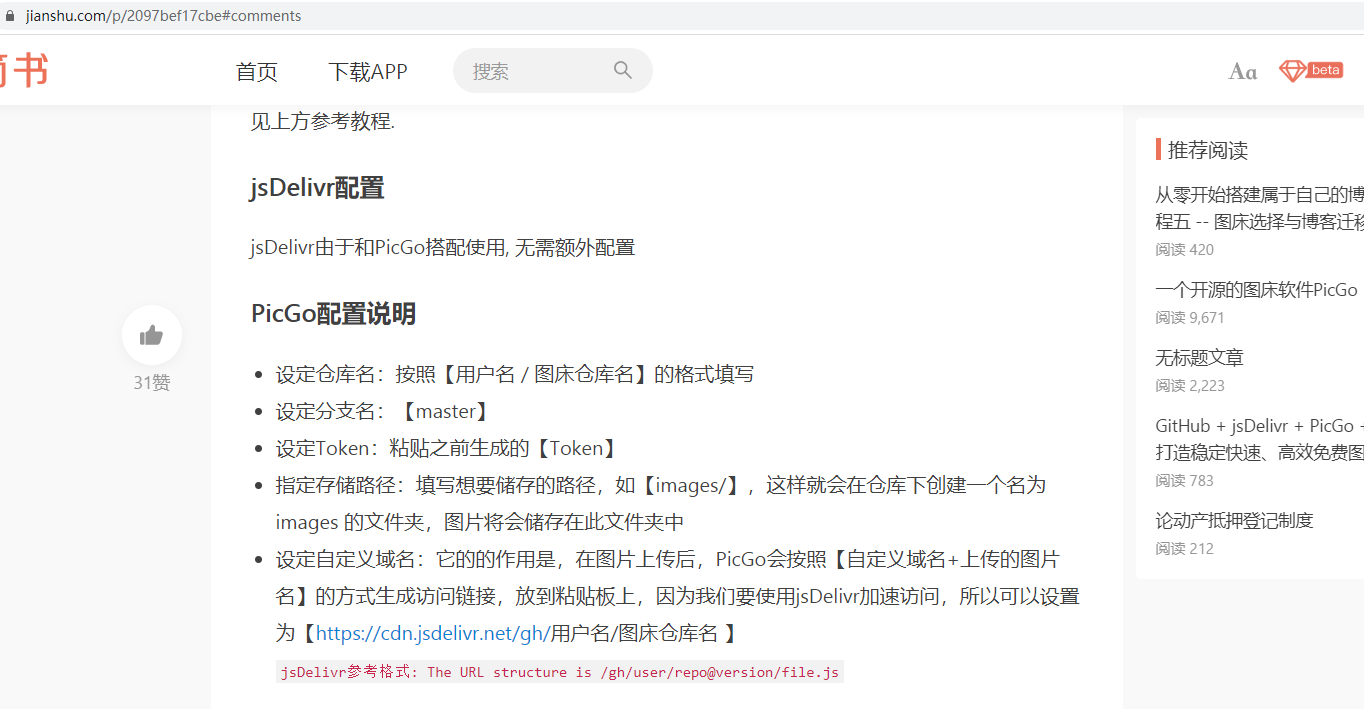 jianshu.com/p/2097bef17cbe#comments
书 首页 下载APP 搜索 Aa beta
见上方参考教程.
jsDelivr配置
jsDelivr由于和PicGo搭配使用, 无需额外配置
PicGo配置说明
设定仓库名：按照【用户名 / 图床仓库名】的格式填写
设定分支名：【master】
设定Token：粘贴之前生成的【Token】
指定存储路径：填写想要储存的路径，如【images/】，这样就会在仓库下创建一个名为
images 的文件夹，图片将会储存在此文件夹中
设定自定义域名：它的的作用是，在图片上传后，PicGo会按照【自定义域名+上传的图片
名】的方式生成访问链接，放到粘贴板上，因为我们要使用jsDelivr加速访问，所以可以设置
为【https://cdn.jsdelivr.net/gh/用户名/图床仓库名 】
jsDelivr参考格式: The URL structure is /gh/user/repo@version/file.js
31赞
推荐阅读
从零开始搭建属于自己的博
程五 -- 图床选择与博客迁移
阅读 420
一个开源的图床软件PicGo
阅读 9,671
无标题文章
阅读 2,223
GitHub + jsDelivr + PicGo +
打造稳定快速、高效免费图
阅读 783
论动产抵押登记制度
阅读 212